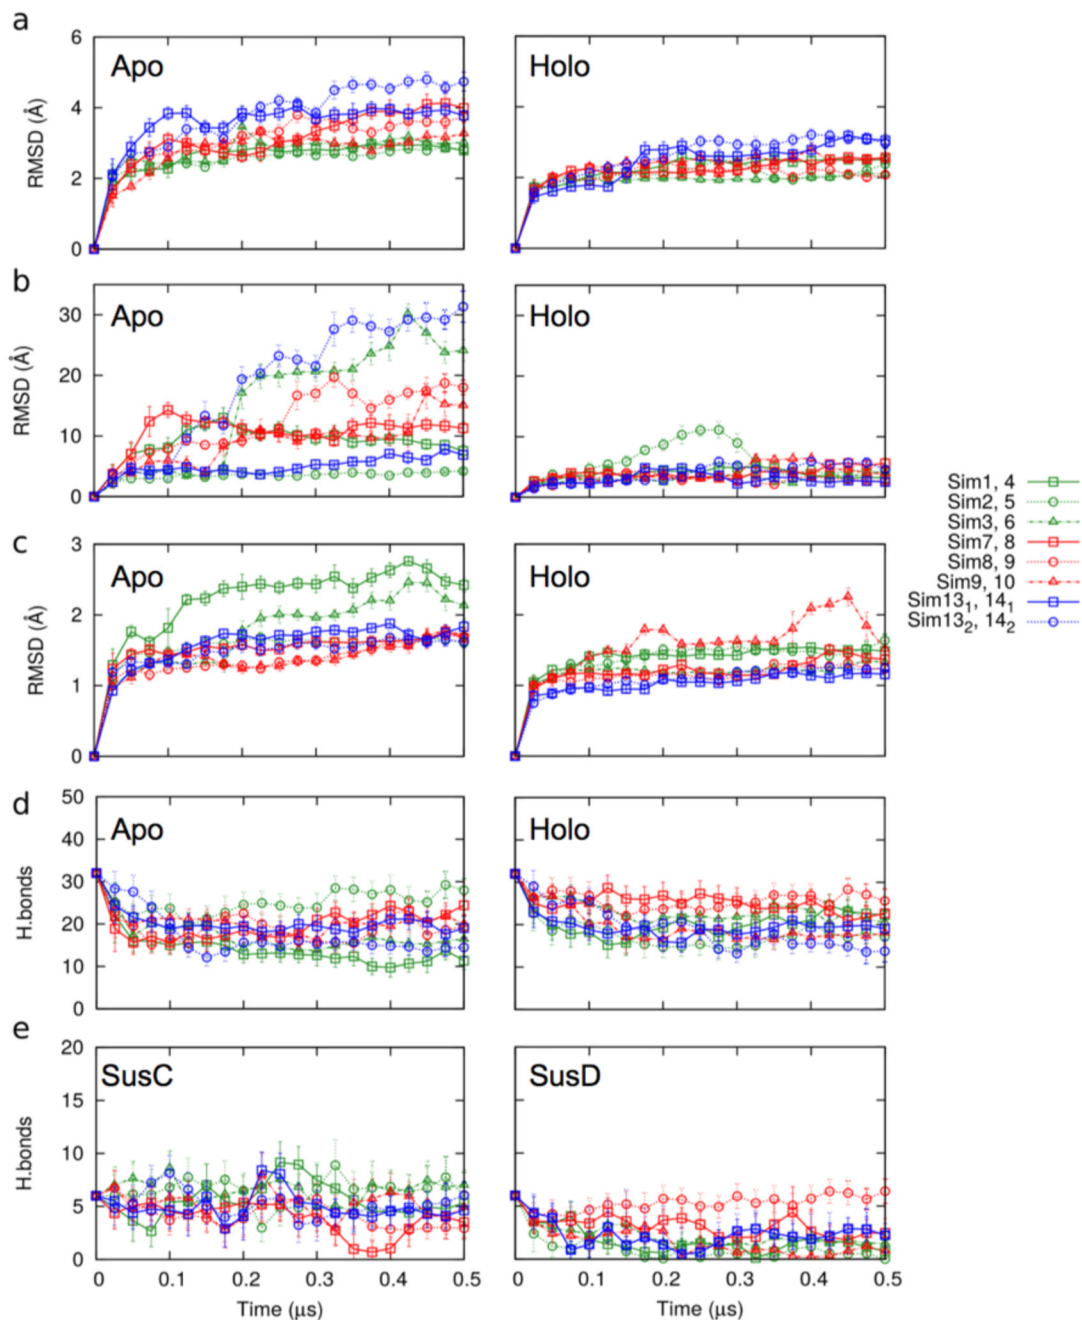 a
6
4
2
0
RMSD (Å)
Apo
Holo
b
30
20
10
0
RMSD (Å)
Apo
Holo
c
3
2
1
0
RMSD (Å)
Apo
Holo
Sim1, 4
Sim2, 5
Sim3, 6
Sim7, 8
Sim8, 9
Sim9, 10
Sim13₁, 14₁
Sim13₂, 14₂
d
50
40
30
20
10
0
H.bonds
Apo
Holo
e
20
15
10
5
0
H.bonds
SusC
SusD
0 0.1 0.2 0.3 0.4 0.5 0 0.1 0.2 0.3 0.4 0.5
Time (μs) Time (μs)